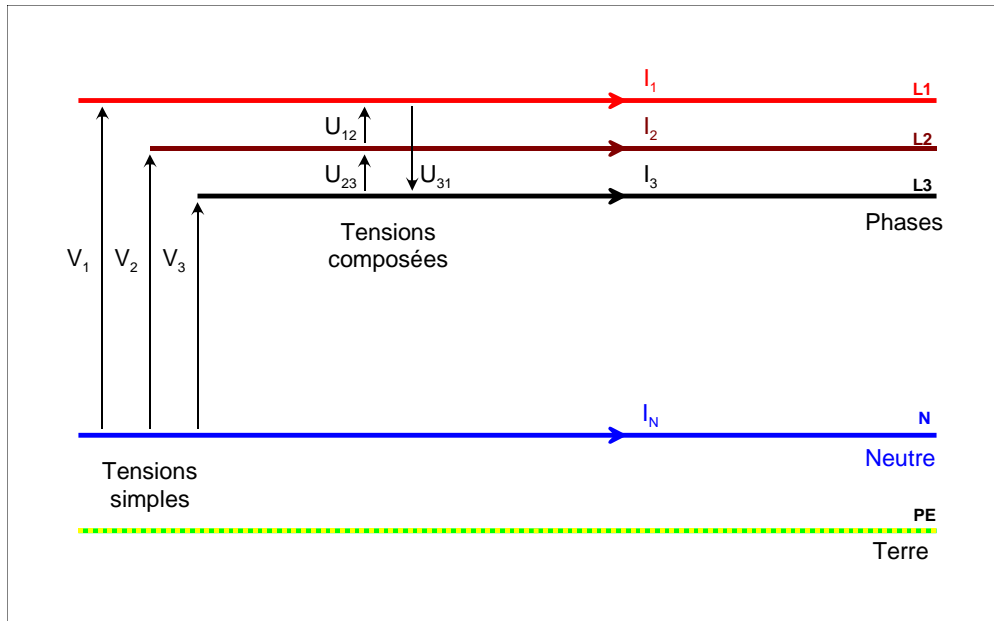 I1
L1
U12
I2
L2
U23
U31
I3
L3
Phases
Tensions
composées
V1
V2
V3
IN
N
Neutre
Tensions
simples
PE
Terre